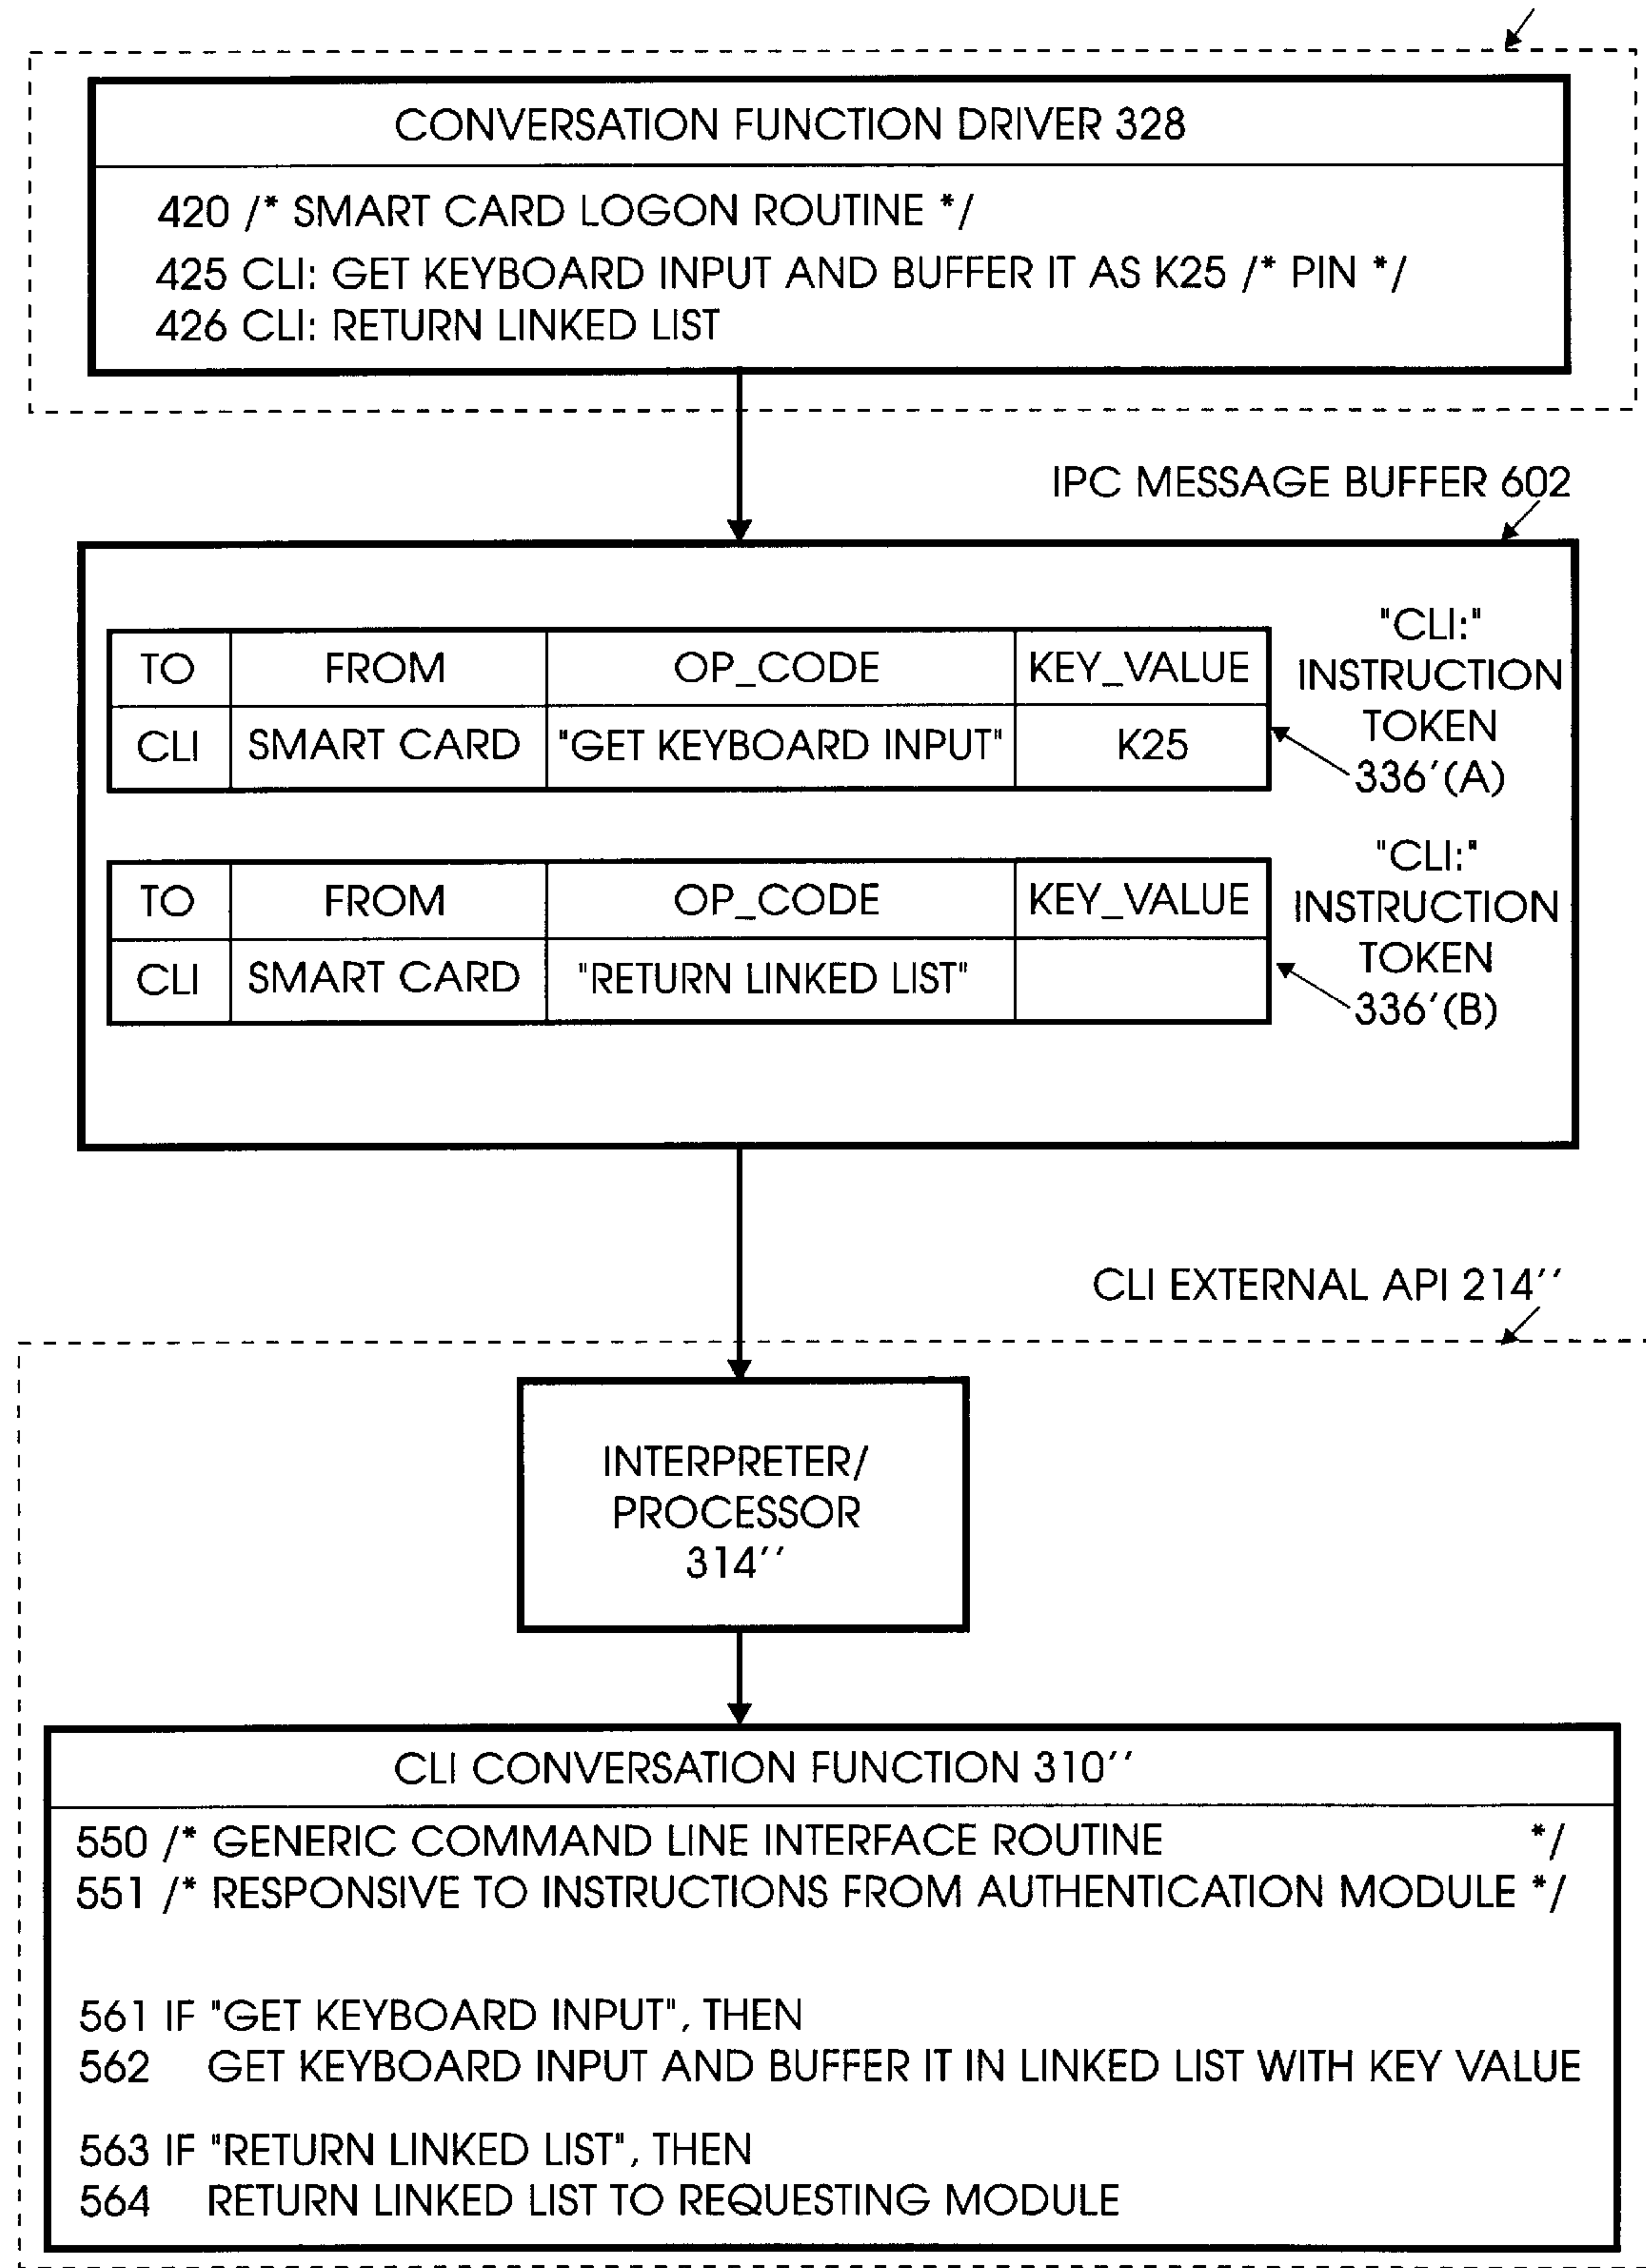 CONVERSATION FUNCTION DRIVER 328
420 /* SMART CARD LOGON ROUTINE */
425 CLI: GET KEYBOARD INPUT AND BUFFER IT AS K25 /* PIN */
426 CLI: RETURN LINKED LIST
IPC MESSAGE BUFFER 602
TO FROM OP_CODE KEY_VALUE
CLI SMART CARD "GET KEYBOARD INPUT" K25
"CLI:"
INSTRUCTION
TOKEN
336′(A)
TO FROM OP_CODE KEY_VALUE
CLI SMART CARD "RETURN LINKED LIST"
"CLI:"
INSTRUCTION
TOKEN
336′(B)
CLI EXTERNAL API 214′′
INTERPRETER/
PROCESSOR
314′′
CLI CONVERSATION FUNCTION 310′′
550 /* GENERIC COMMAND LINE INTERFACE ROUTINE */
551 /* RESPONSIVE TO INSTRUCTIONS FROM AUTHENTICATION MODULE */
561 IF "GET KEYBOARD INPUT", THEN
562 GET KEYBOARD INPUT AND BUFFER IT IN LINKED LIST WITH KEY VALUE
563 IF "RETURN LINKED LIST", THEN
564 RETURN LINKED LIST TO REQUESTING MODULE